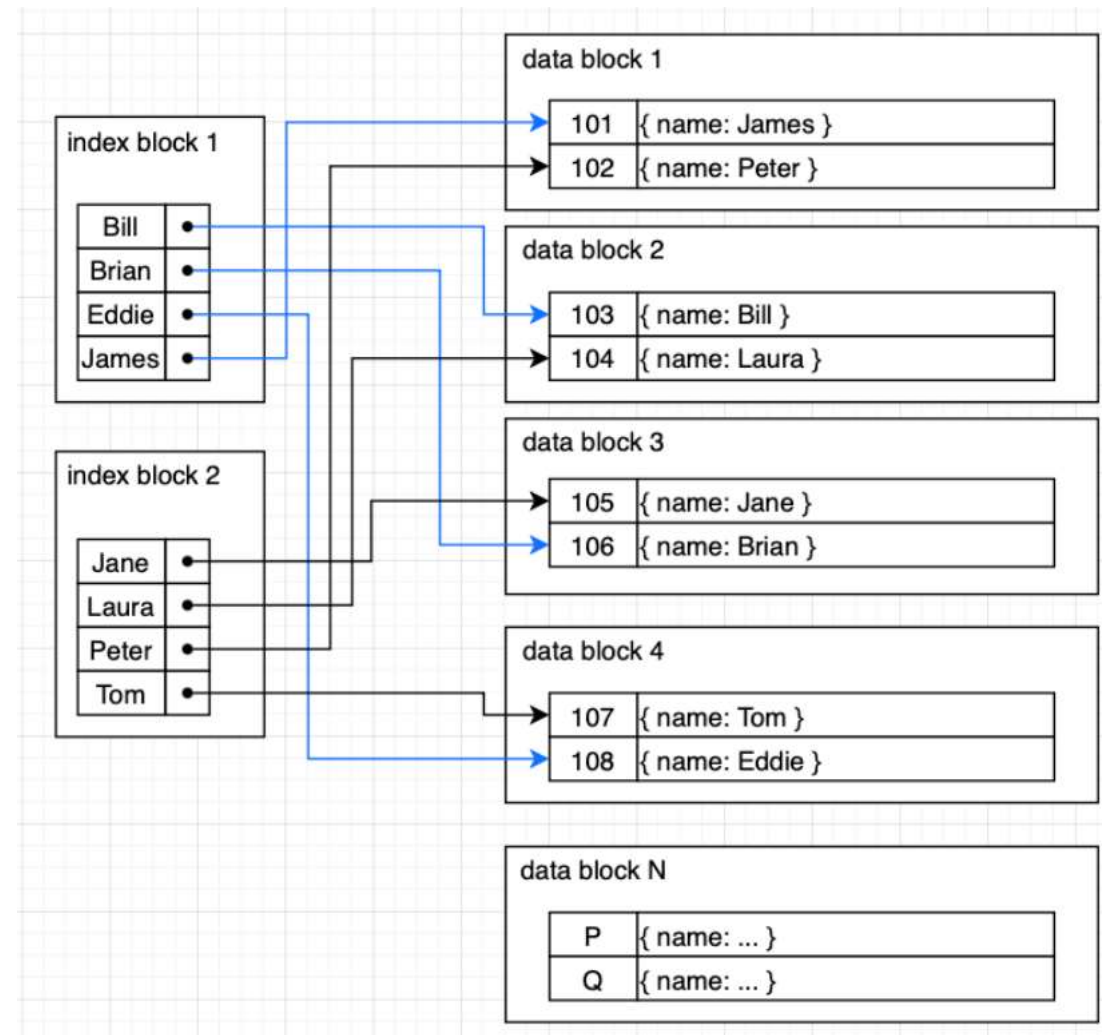 index block 1
Bill
Brian
Eddie
James
index block 2
Jane
Laura
Peter
Tom
data block 1
101 { name: James }
102 { name: Peter }
data block 2
103 { name: Bill }
104 { name: Laura }
data block 3
105 { name: Jane }
106 { name: Brian }
data block 4
107 { name: Tom }
108 { name: Eddie }
data block N
P { name: ... }
Q { name: ... }